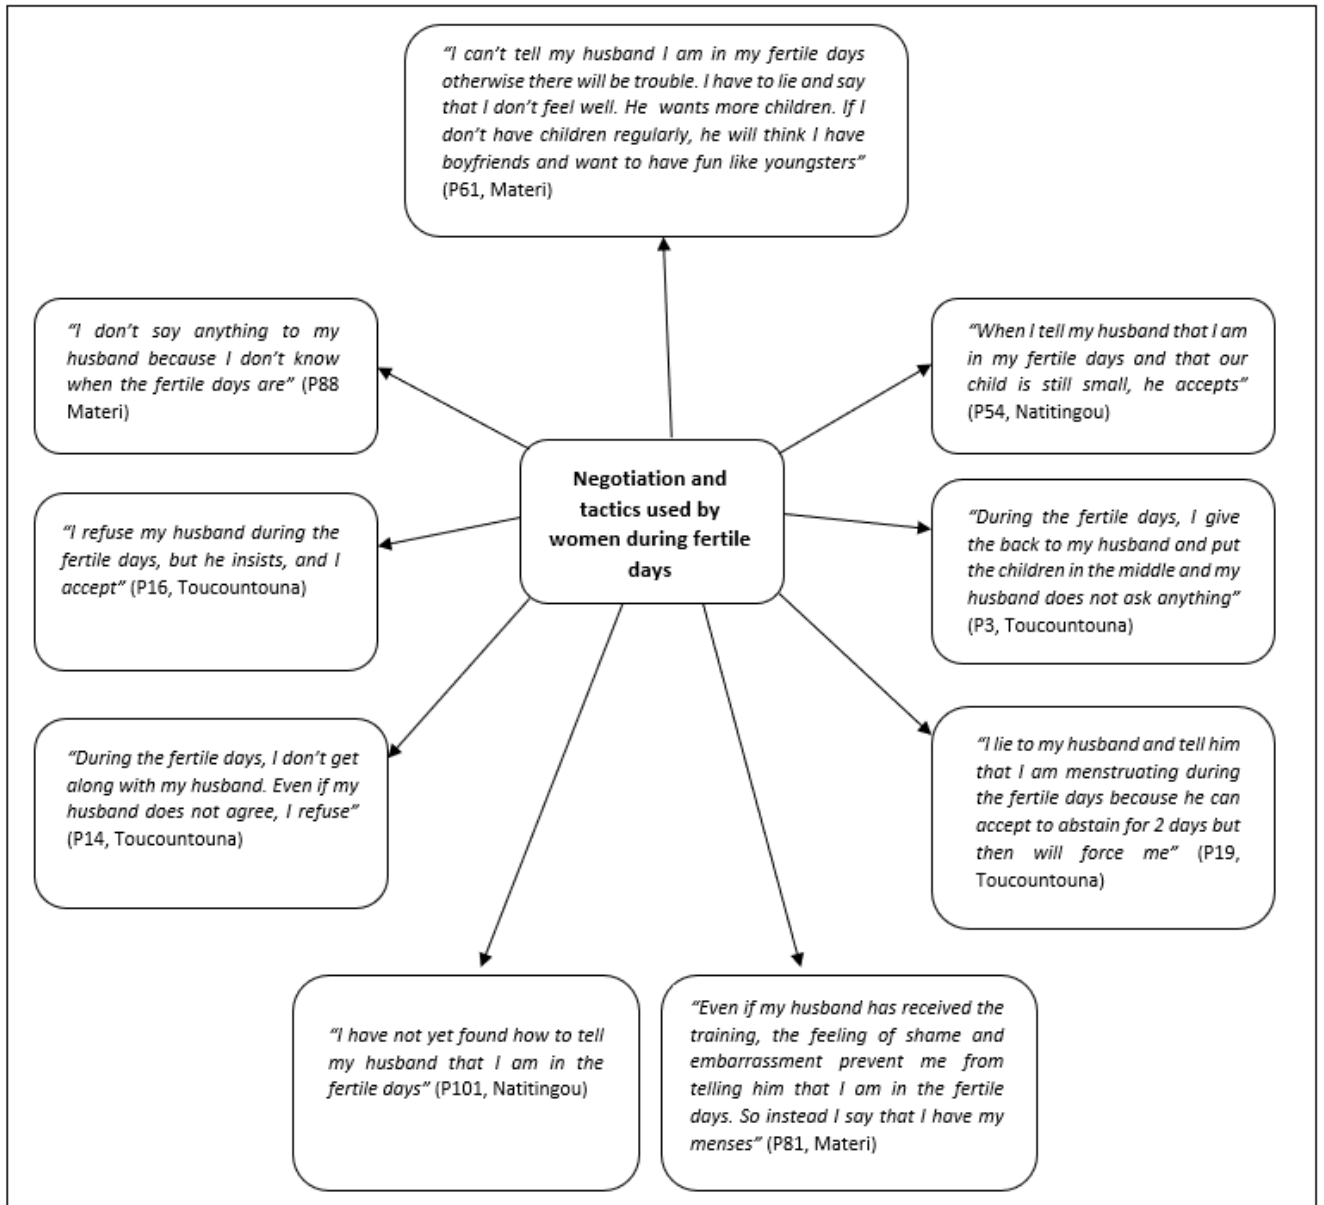 “I can’t tell my husband I am in my fertile days
otherwise there will be trouble. I have to lie and say
that I don’t feel well. He wants more children. If I
don’t have children regularly, he will think I have
boyfriends and want to have fun like youngsters”
(P61, Materi)
“I don’t say anything to my
husband because I don’t know
when the fertile days are” (P88
Materi)
“When I tell my husband that I am
in my fertile days and that our
child is still small, he accepts”
(P54, Natitingou)
Negotiation and
tactics used by
women during fertile
days
“I refuse my husband during the
fertile days, but he insists, and I
accept” (P16, Toucountouna)
“During the fertile days, I give
the back to my husband and put
the children in the middle and my
husband does not ask anything”
(P3, Toucountouna)
“During the fertile days, I don’t get
along with my husband. Even if my
husband does not agree, I refuse”
(P14, Toucountouna)
“I lie to my husband and tell him
that I am menstruating during
the fertile days because he can
accept to abstain for 2 days but
then will force me” (P19,
Toucountouna)
“I have not yet found how to tell
my husband that I am in the
fertile days” (P101, Natitingou)
“Even if my husband has received the
training, the feeling of shame and
embarrassment prevent me from
telling him that I am in the fertile
days. So instead I say that I have my
menses” (P81, Materi)